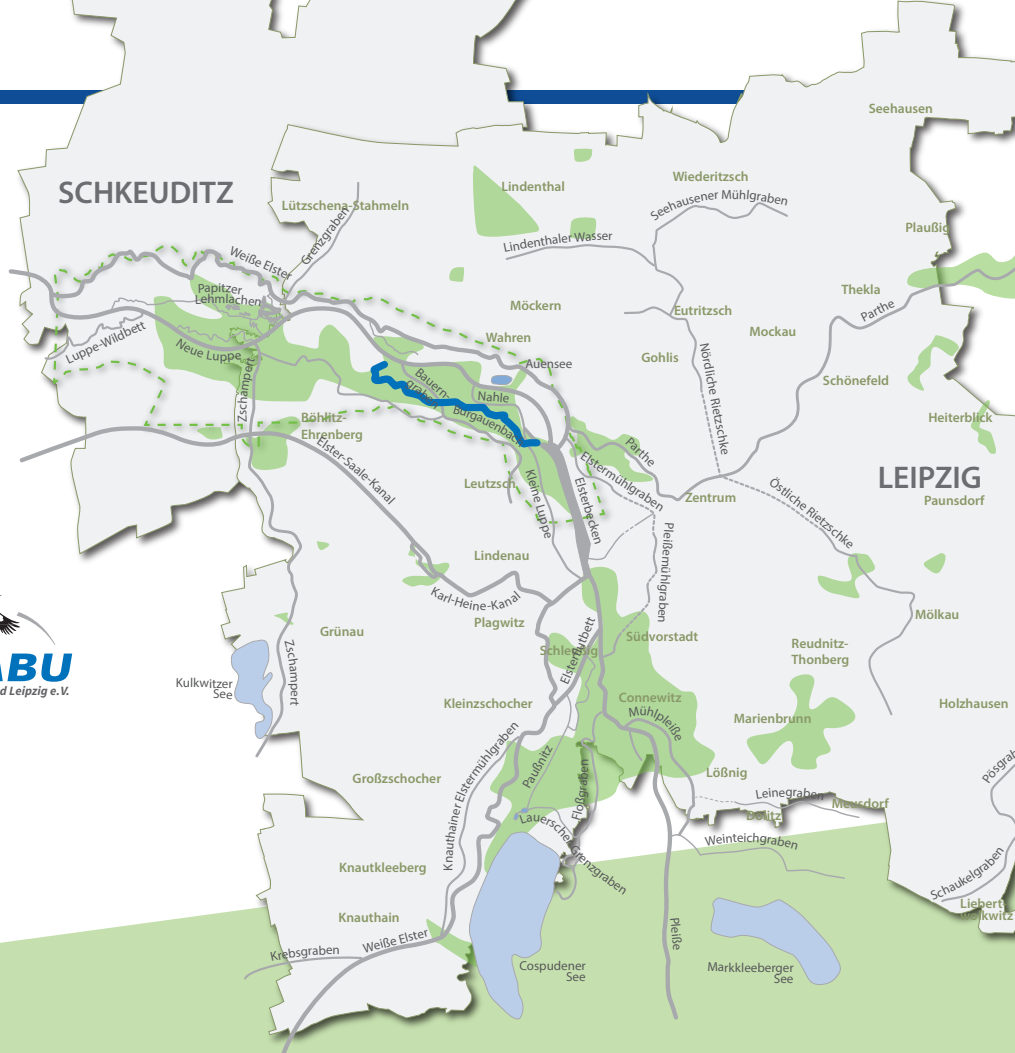 Seehausen
SCHKEUDITZ
Lindenthal
Wiederitzsch
Lützschena-Stahmeln
Seehausener Mühlgraben
Grenzgraben
Plaußig
Lindenthaler Wasser
Weiße Elster
Papitzer
Lehmlachen
Thekla
Möckern
Parthe
Eutritzsch
Mockau
Luppe-Wildbett
Neue Luppe
Wahren
Gohlis
Nördliche Rietzschke
Auensee
Zschampert
Bauern-
graben
Nahle
Schönefeld
Burgauenbach
Böhlitz-
Ehrenberg
Heiterblick
Elster-Saale-Kanal
Parthe
Elstermühlgraben
LEIPZIG
Leutzsch
Kleine Luppe
Elsterbecken
Zentrum
Östliche Rietzschke
Paunsdorf
Pleißemühlgraben
Lindenau
Karl-Heine-Kanal
Plagwitz
Mölkau
Grünau
Elsterflutbett
Südvorstadt
Reudnitz-
Thonberg
Schleußig
ABU
d Leipzig e.V.
Zschampert
Kulkwitzer
See
Kleinzschocher
Connewitz
Mühlpleiße
Marienbrunn
Holzhausen
Knauthainer Elstermühlgraben
Paußnitz
Floßgraben
Großzschocher
Lößnig
Leinegraben
Meusdorf
Dölitz
Pösgrab
Lauerscher Grenzgraben
Weinteichgraben
Knautkleeberg
Schaukelgraben
Liebert-
wolkwitz
Knauthain
Weiße Elster
Krebsgraben
Pleiße
Cospudener
See
Markkleeberger
See